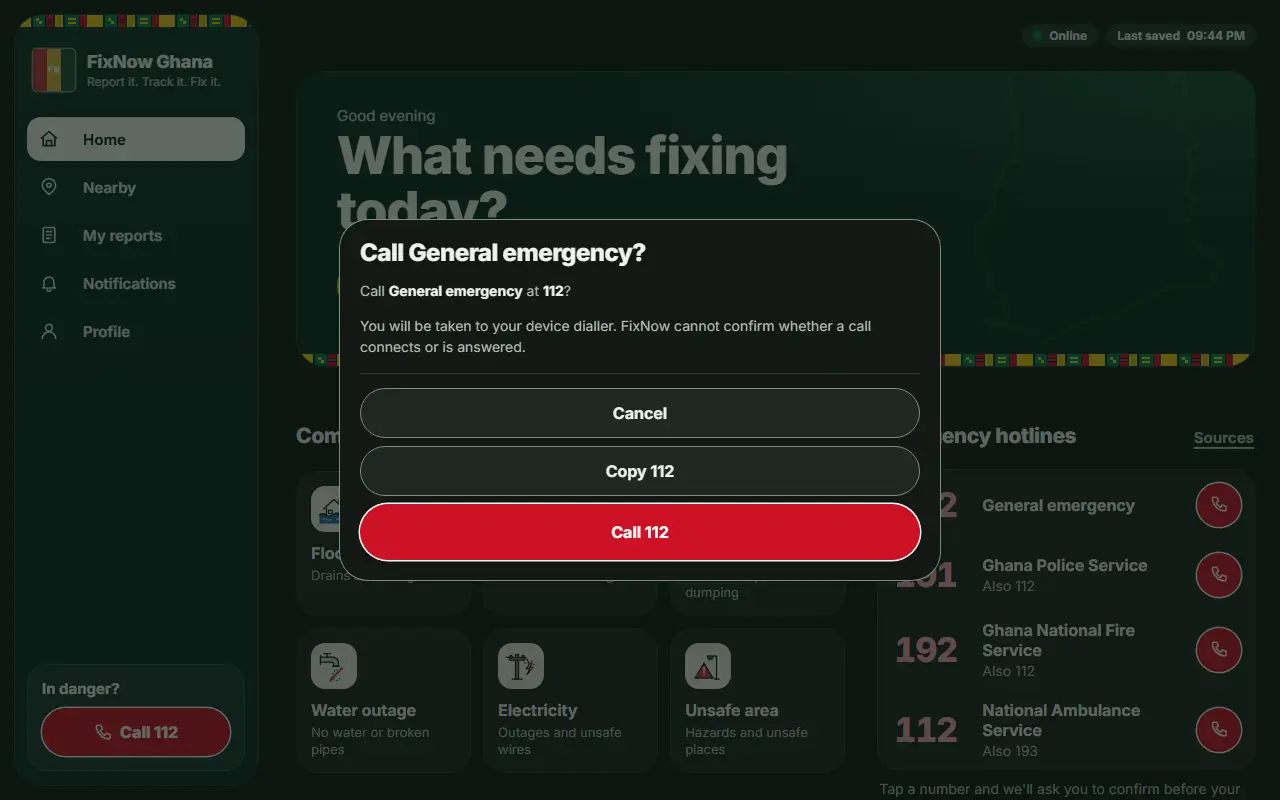 FN
FixNow Ghana
Report it. Track it. Fix it.
Home
Nearby
My reports
Notifications
Profile
In danger?
Call 112
Online
Last saved 09:44 PM
Good evening
What needs fixing
today?
Call General emergency?
Call General emergency at 112?
You will be taken to your device dialler. FixNow cannot confirm whether a call
connects or is answered.
Cancel
Copy 112
Call 112
Drains
dumping
Water outage
No water or broken
pipes
Electricity
Outages and unsafe
wires
Unsafe area
Hazards and unsafe
places
hotlines
Sources
General emergency
Ghana Police Service
Also 112
192
Ghana National Fire
Service
Also 112
112
National Ambulance
Service
Also 193
Tap a number and we'll ask you to confirm before your